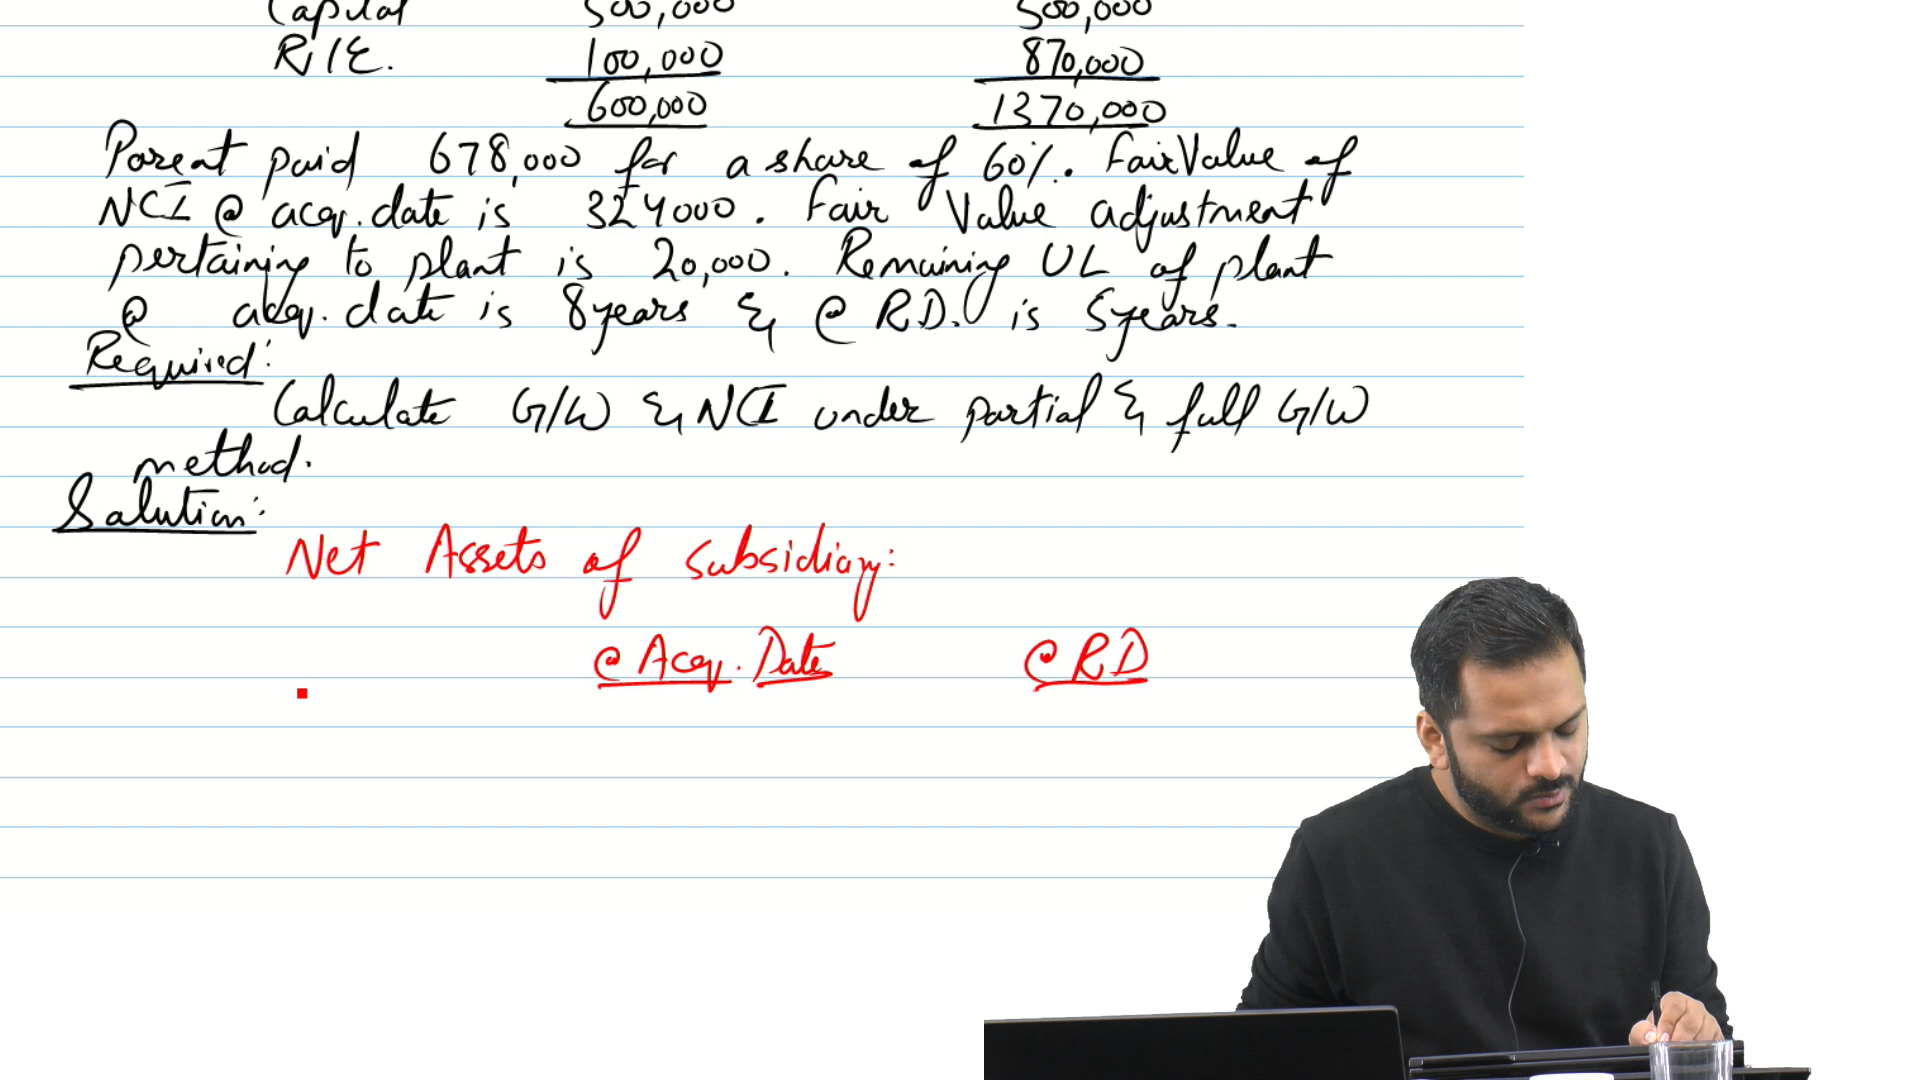 Capital 500,000 500,000
R/E. 100,000 870,000
600,000 1370,000
Parent paid 678,000 for a share of 60%. Fair Value of
NCI @ acq. date is 324000. Fair Value adjustment
pertaining to plant is 20,000. Remaining UL of plant
@ acq. date is 8 years & @ RD. is 5 years.
Required:
Calculate G/W & NCI under partial & full G/W
method.
Solution:
Net Assets of subsidiary:
@ Acq. Date @ RD